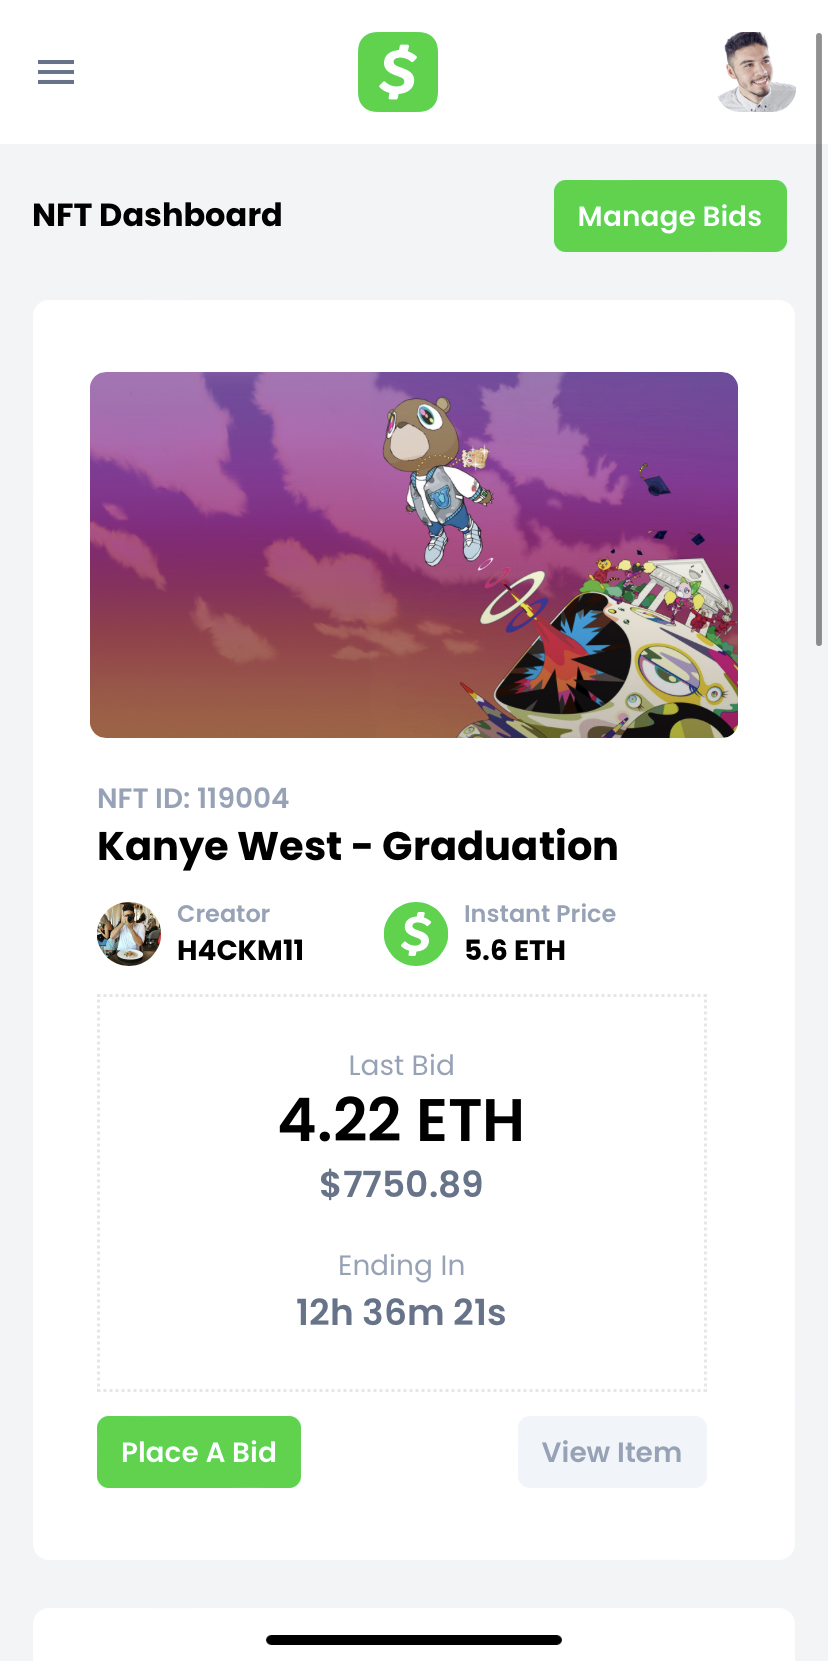 $
NFT Dashboard
Manage Bids
NFT ID: 119004
Kanye West - Graduation
Creator
H4CKM11
$
Instant Price
5.6 ETH
Last Bid
4.22 ETH
$7750.89
Ending In
12h 36m 21s
Place A Bid
View Item